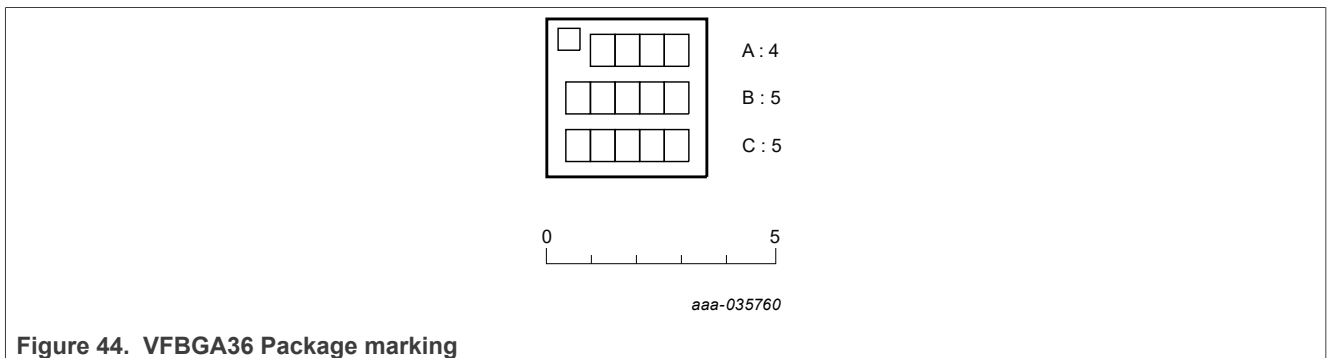 A : 4
B : 5
C : 5
0 5
aaa-035760
Figure 44. VFBGA36 Package marking